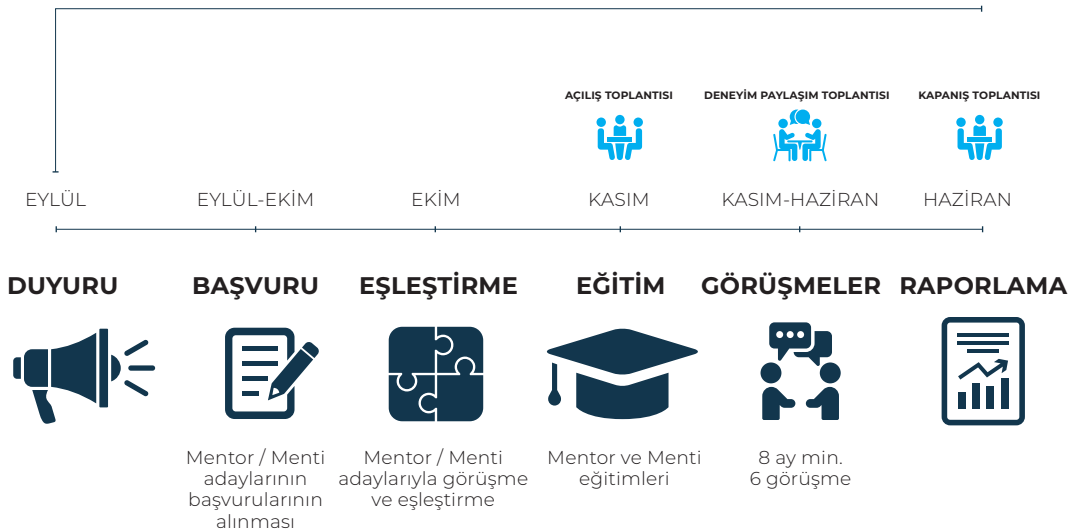 AÇILIŞ TOPLANTISI
DENEYİM PAYLAŞIM TOPLANTISI
KAPANIŞ TOPLANTISI
EYLÜL
EYLÜL-EKİM
EKİM
KASIM
KASIM-HAZİRAN
HAZİRAN
DUYURU
BAŞVURU
EŞLEŞTİRME
EĞİTİM
GÖRÜŞMELER
RAPORLAMA
Mentor / Menti
adaylarının
başvurularının
alınması
Mentor / Menti
adaylarıyla görüşme
ve eşleştirme
Mentor ve Menti
eğitimleri
8 ay min.
6 görüşme